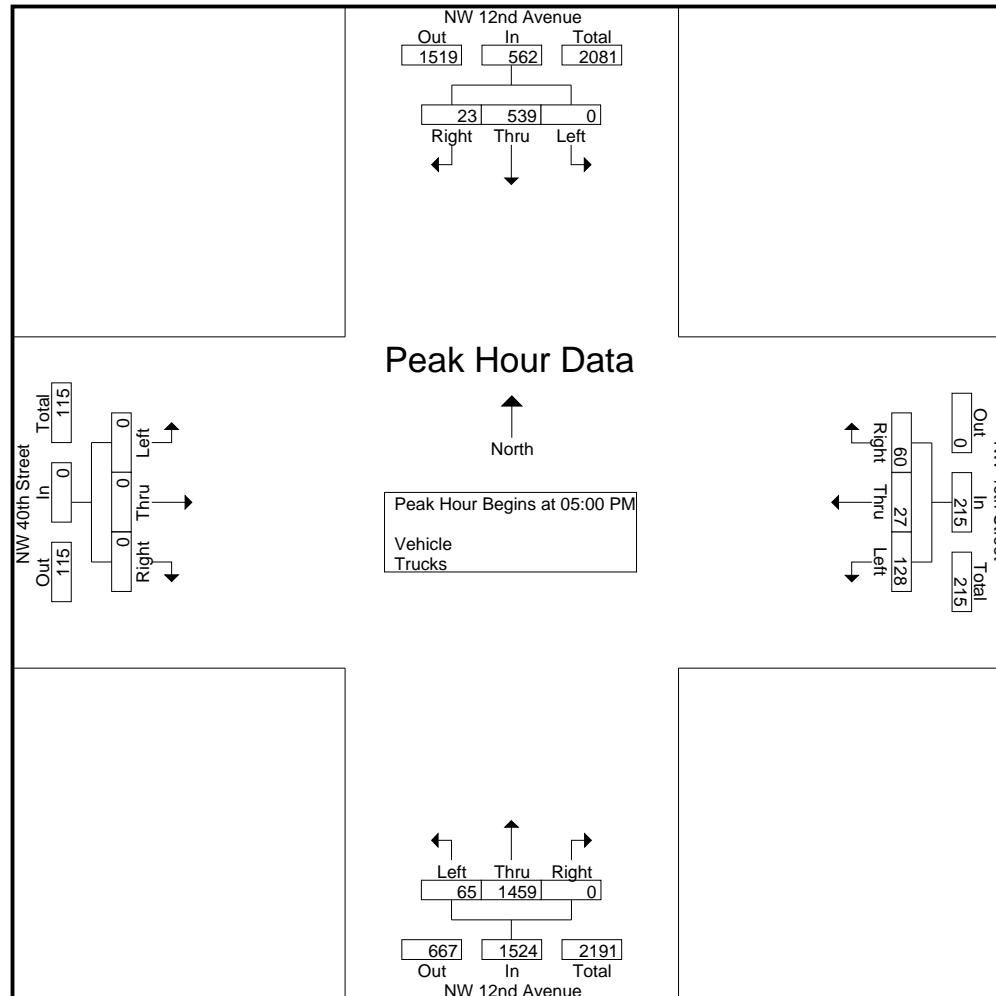 NW 12nd Avenue
Out In Total
1519 562 2081
23 539 0
Right Thru Left
Peak Hour Data
North
Peak Hour Begins at 05:00 PM
Vehicle
Trucks
NW 40th Street
Total In Out
115 0 115
0 0 0
Left Thru Right
Right Thru Left
60 27 128
0 215 215
Out In Total
Left Thru Right
65 1459 0
667 1524 2191
Out In Total
NW 12nd Avenue